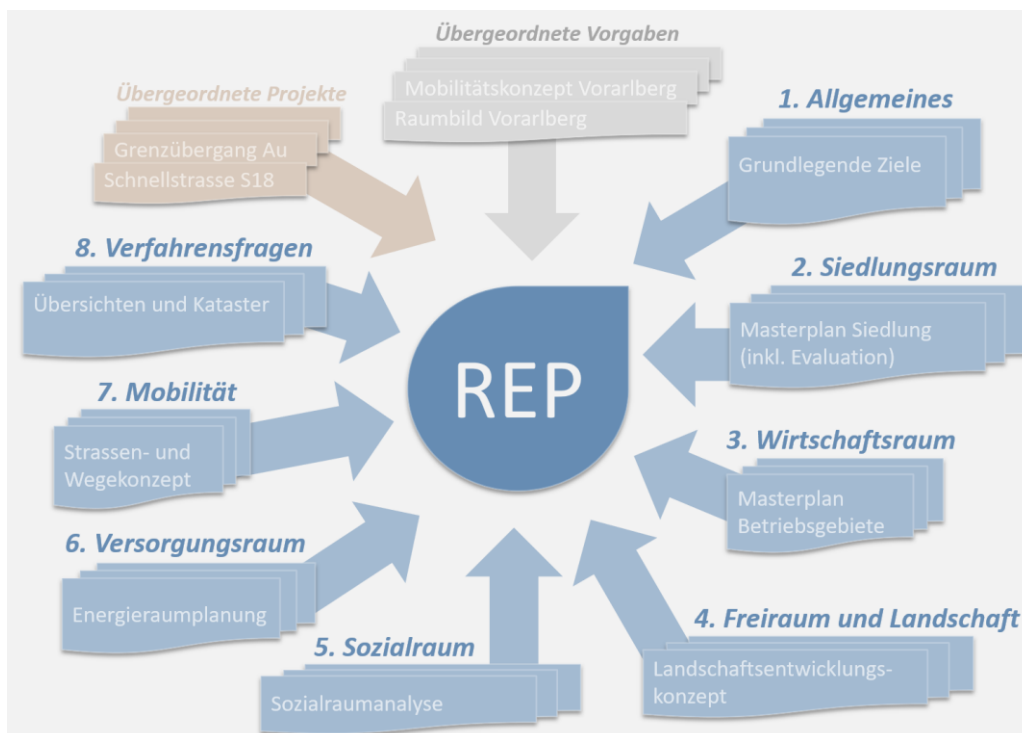 Übergeordnete Vorgaben
Mobilitätskonzept Vorarlberg
Raumbild Vorarlberg
Übergeordnete Projekte
Grenzübergang Au
Schnellstrasse S18
1. Allgemeines
Grundlegende Ziele
2. Siedlungsraum
Masterplan Siedlung
(inkl. Evaluation)
3. Wirtschaftsraum
Masterplan
Betriebsgebiete
4. Freiraum und Landschaft
Landschaftsentwicklungs-
konzept
5. Sozialraum
Sozialraumanalyse
6. Versorgungsraum
Energieraumplanung
7. Mobilität
Strassen- und
Wegekonzept
8. Verfahrensfragen
Übersichten und Kataster
REP